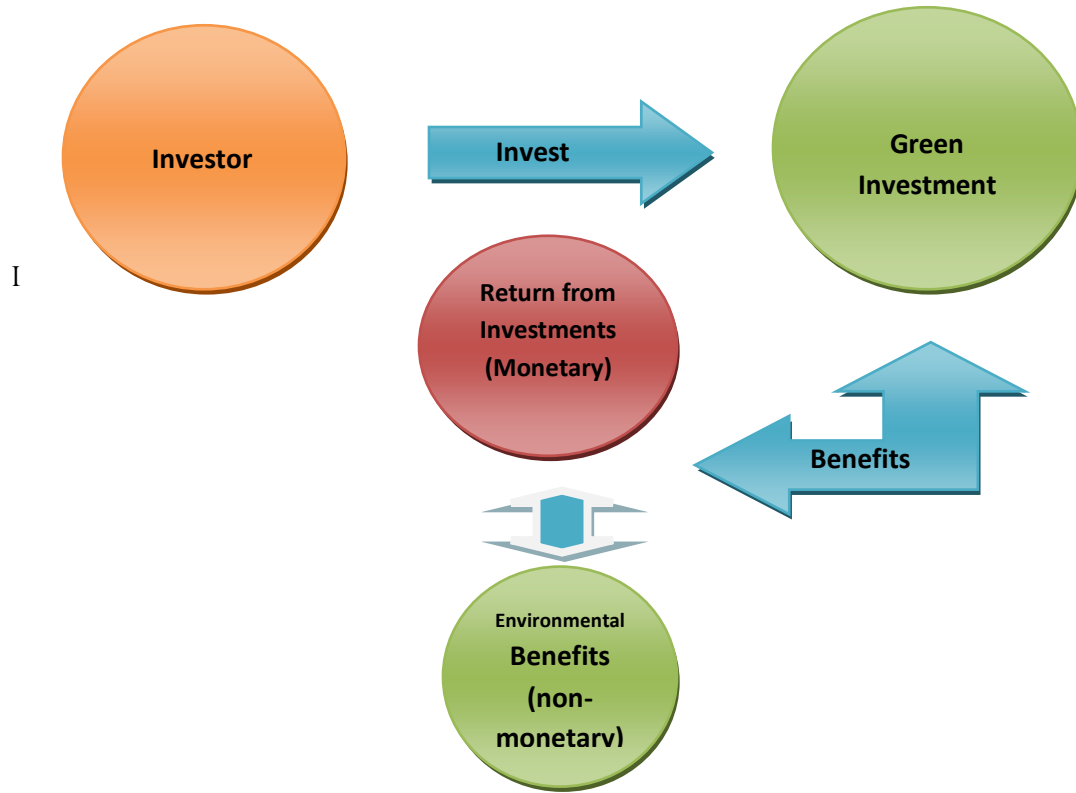 Investor
Invest
Green
Investment
I
Return from
Investments
(Monetary)
Benefits
Environmental
Benefits
(non-
monetary)